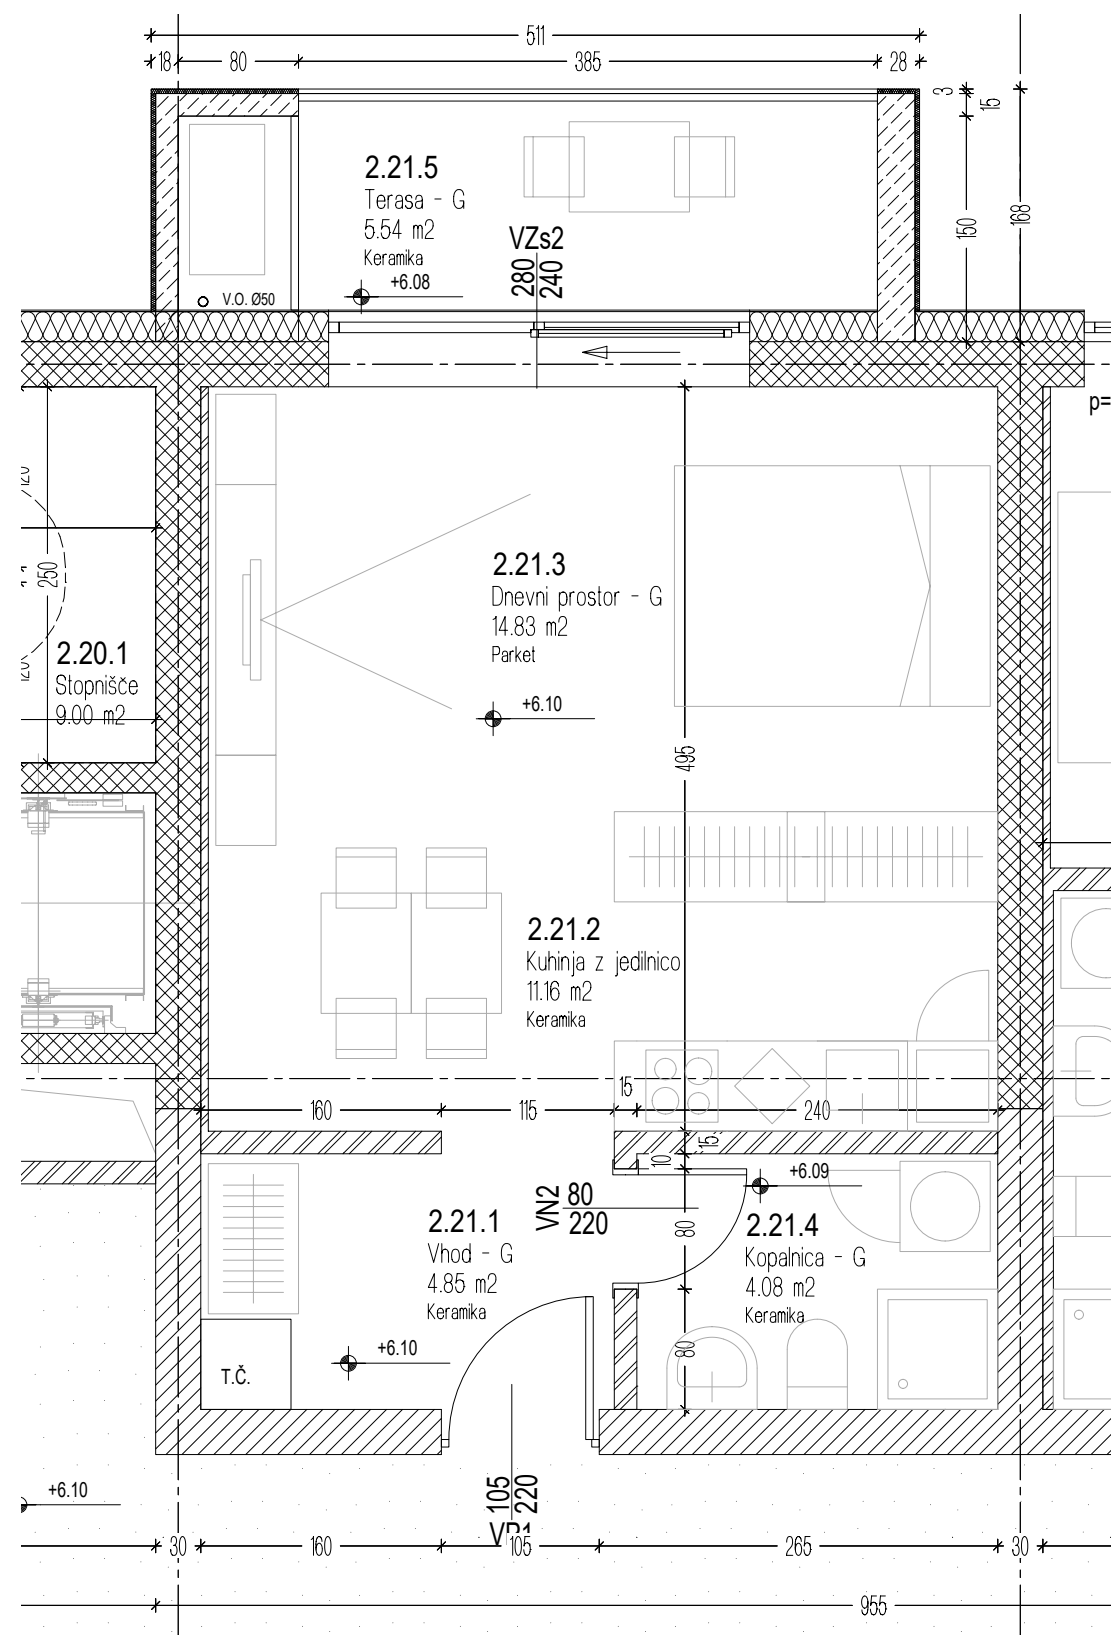 511
18
80
385
28
3
15
150
168
2.21.5
Terasa - G
5.54 m2
Keramika
+6.08
VZs2
280
240
V.O. Ø50
p=
120
250
120
2.20.1
Stopnišče
9.00 m2
2.21.3
Dnevni prostor - G
14.83 m2
Parket
+6.10
495
2.21.2
Kuhinja z jedilnico
11.16 m2
Keramika
15
160
115
240
15
10
+6.09
VN2
80
220
80
2.21.1
Vhod - G
4.85 m2
Keramika
2.21.4
Kopalnica - G
4.08 m2
Keramika
80
+6.10
T.Č.
+6.10
105
220
30
160
105
265
30
955